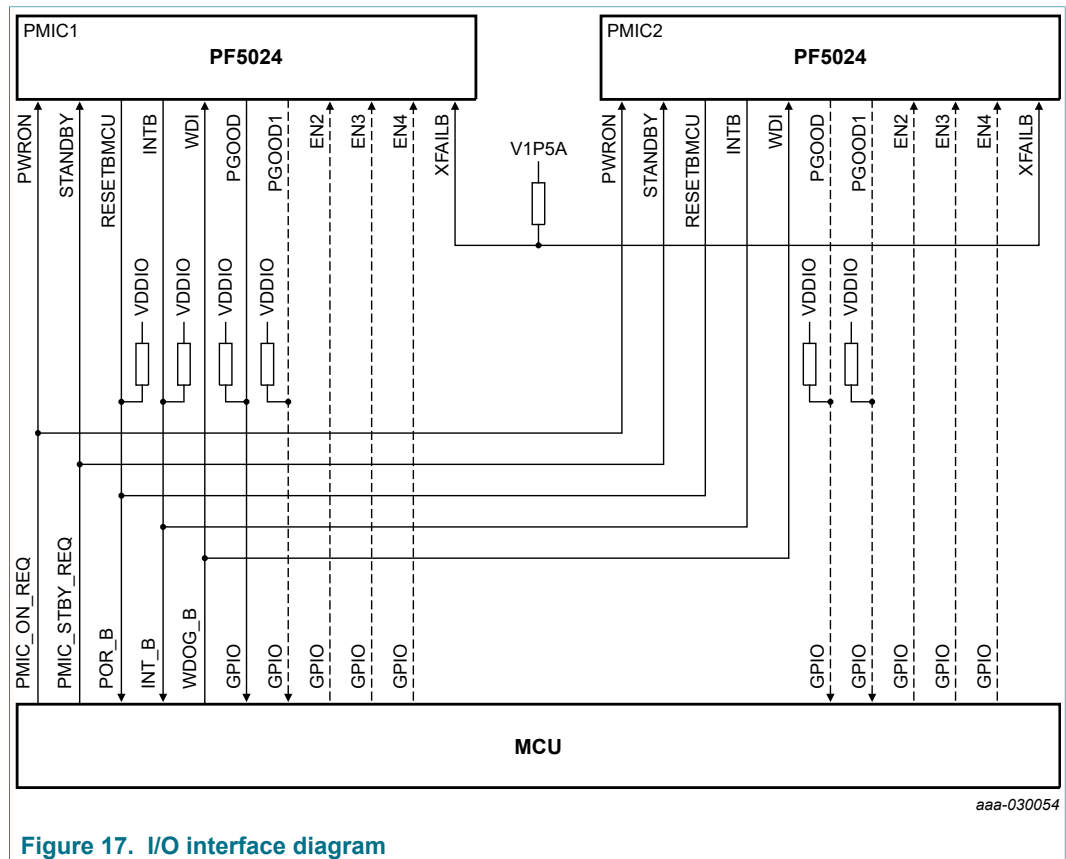 PMIC1
PF5024
PMIC2
PF5024
PWRON
STANDBY
RESETBMCU
INTB
WDI
PGOOD
PGOOD1
EN2
EN3
EN4
XFAILB
V1P5A
PWRON
STANDBY
RESETBMCU
INTB
WDI
PGOOD
PGOOD1
EN2
EN3
EN4
XFAILB
VDDIO
VDDIO
VDDIO
VDDIO
VDDIO
VDDIO
PMIC_ON_REQ
PMIC_STBY_REQ
POR_B
INT_B
WDOG_B
GPIO
GPIO
GPIO
GPIO
GPIO
GPIO
GPIO
GPIO
GPIO
GPIO
MCU
aaa-030054
Figure 17. I/O interface diagram